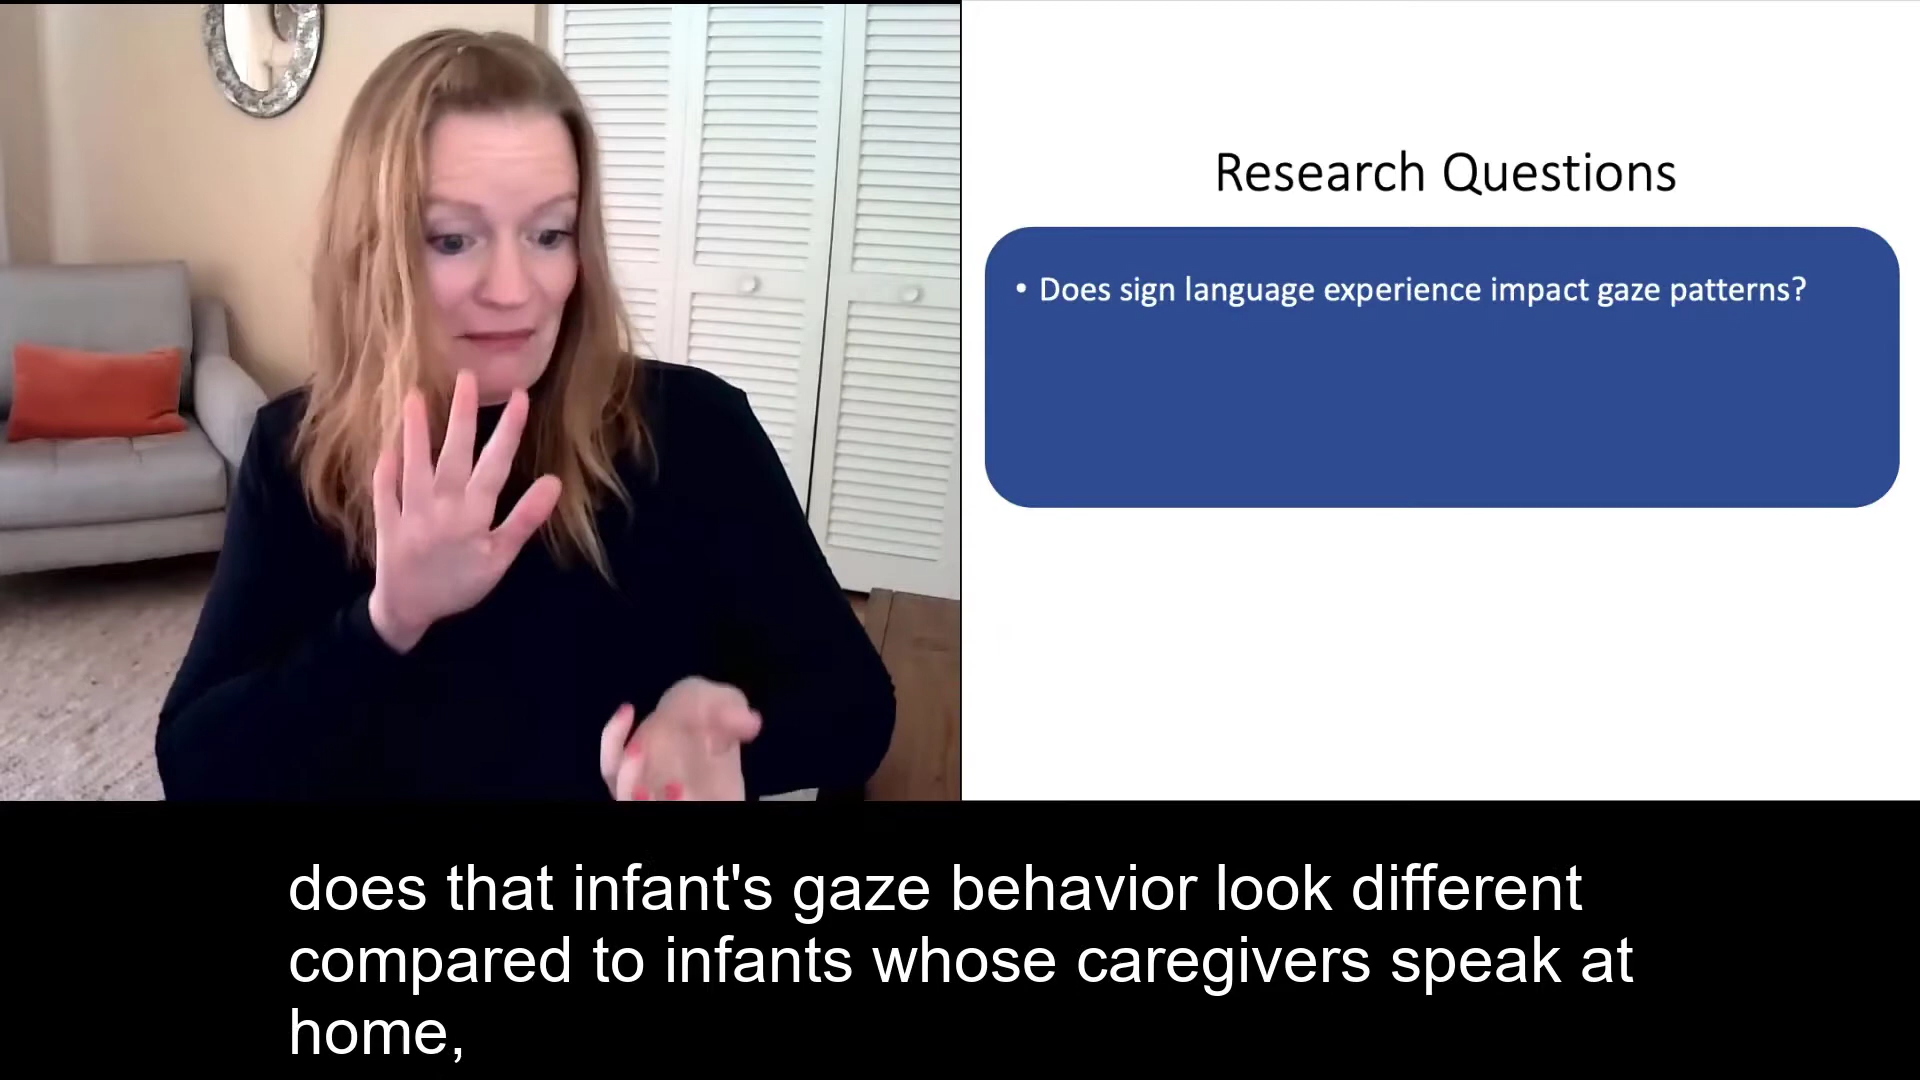 Research Questions
• Does sign language experience impact gaze patterns?
does that infant's gaze behavior look different
compared to infants whose caregivers speak at
home,